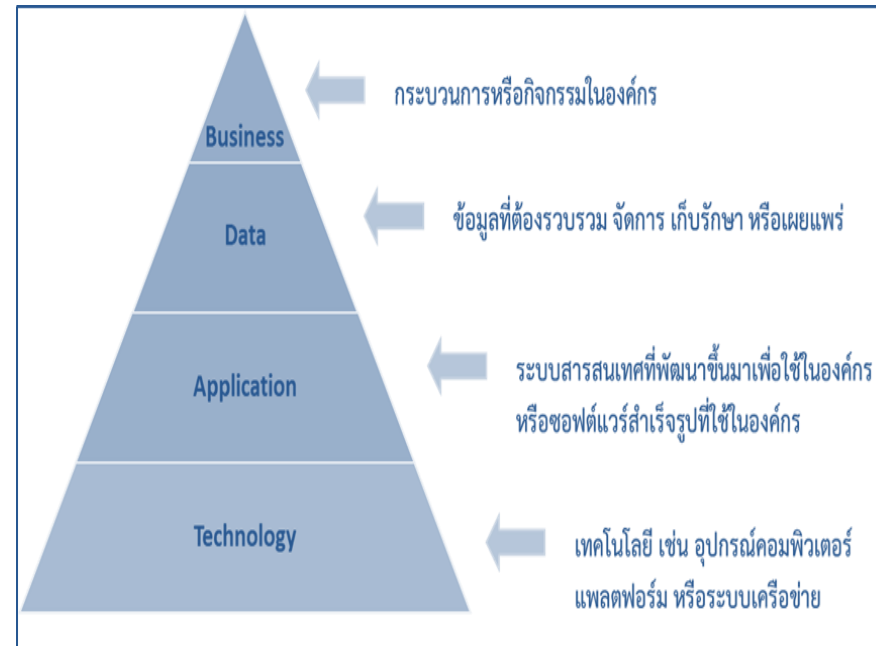 Business
กระบวนการหรือกิจกรรมในองค์กร
Data
ข้อมูลที่ต้องรวบรวม จัดการ เก็บรักษา หรือเผยแพร่
Application
ระบบสารสนเทศที่พัฒนาขึ้นมาเพื่อใช้ในองค์กร
หรือซอฟต์แวร์สำเร็จรูปที่ใช้ในองค์กร
Technology
เทคโนโลยี เช่น อุปกรณ์คอมพิวเตอร์
แพลตฟอร์ม หรือระบบเครือข่าย